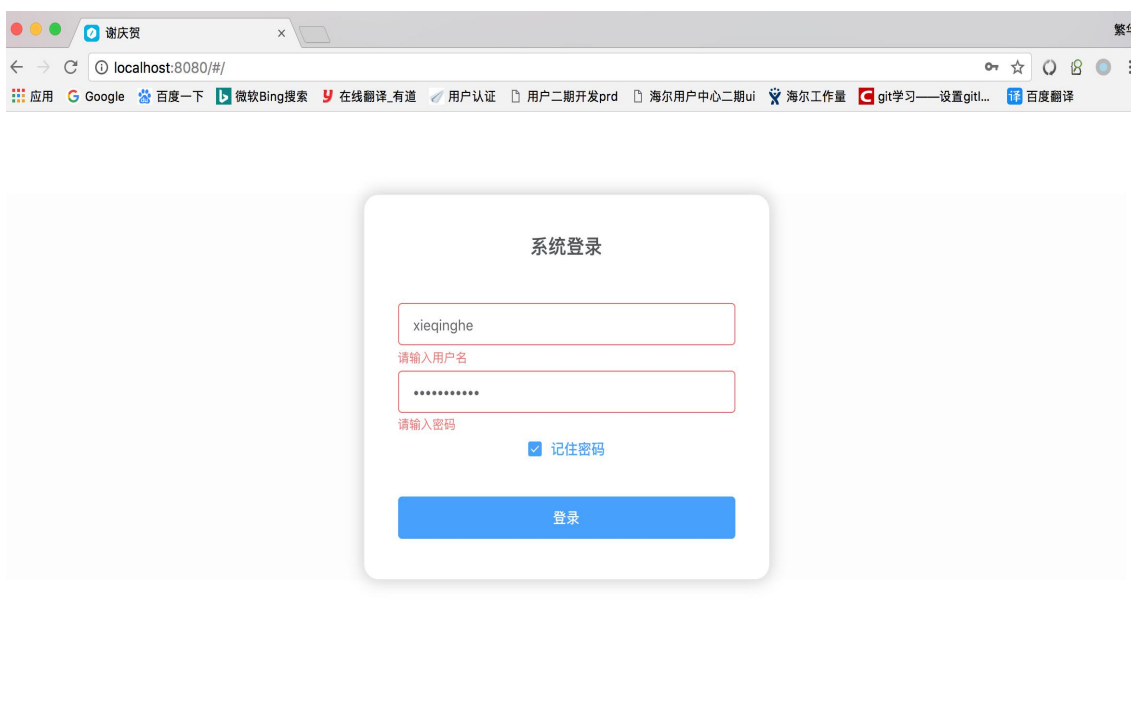 谢庆贺
繁华
localhost:8080/#/
应用 Google 百度一下 微软Bing搜索 在线翻译_有道 用户认证 用户二期开发prd 海尔用户中心二期ui 海尔工作量 git学习——设置gitl... 译 百度翻译
系统登录
xieqinghe
请输入用户名
•••••••••••
请输入密码
记住密码
登录